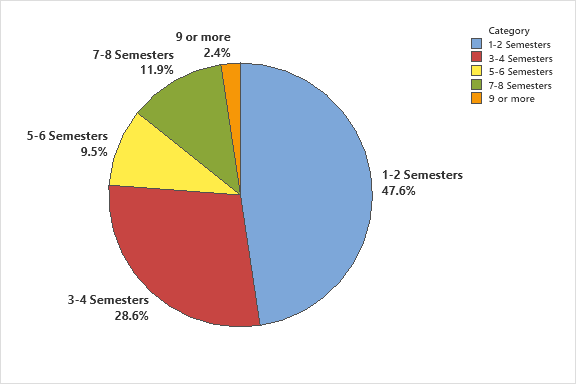 Category
1-2 Semesters
3-4 Semesters
5-6 Semesters
7-8 Semesters
9 or more
9 or more
2.4%
7-8 Semesters
11.9%
5-6 Semesters
9.5%
1-2 Semesters
47.6%
3-4 Semesters
28.6%